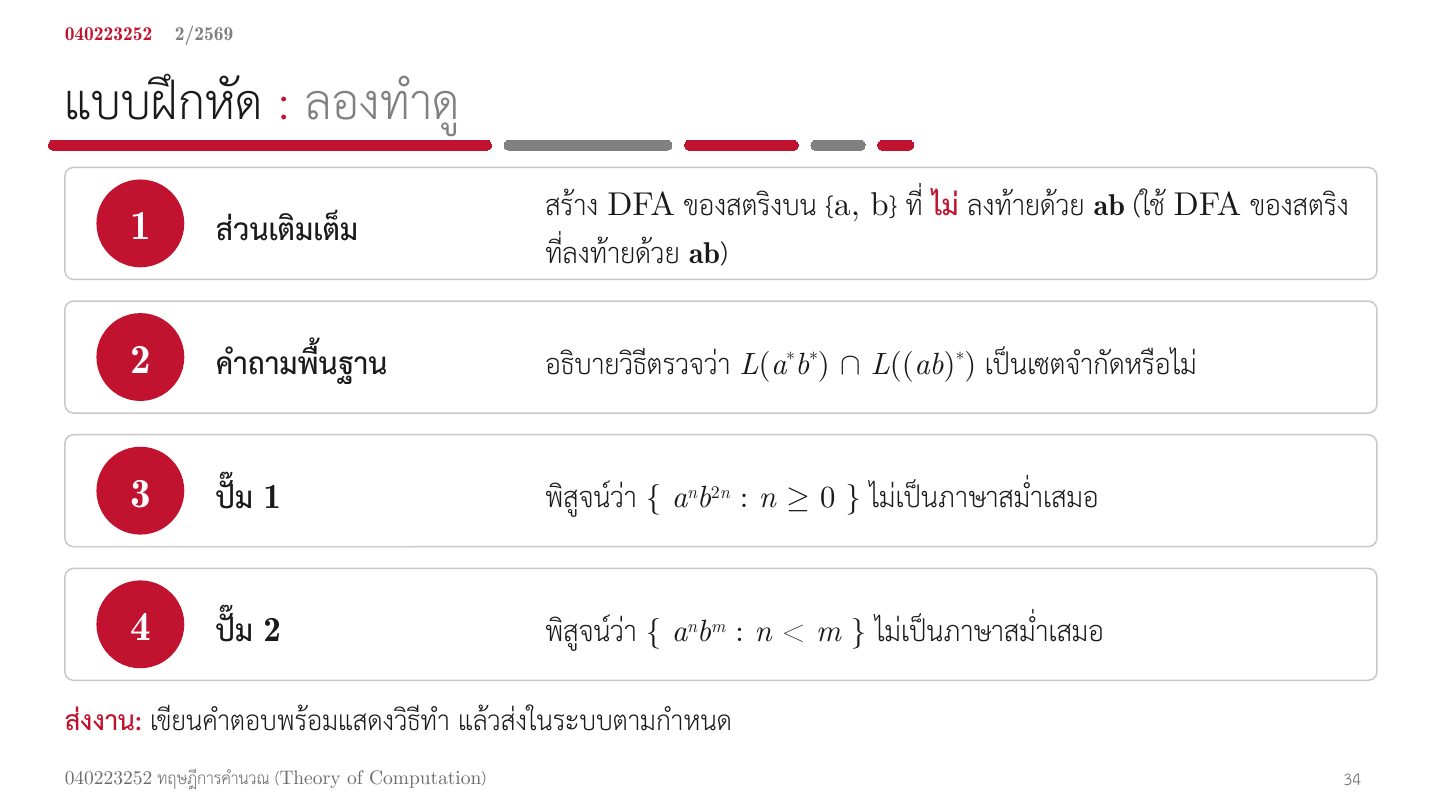 040223252 2/2569
แบบฝึกหัด : ลองทำดู
1 ส่วนเติมเต็ม สร้าง DFA ของสตริงบน {a, b} ที่ ไม่ ลงท้ายด้วย ab (ใช้ DFA ของสตริง
ที่ลงท้ายด้วย ab)
2 คำถามพื้นฐาน อธิบายวิธีตรวจว่า L(a*b*) ∩ L((ab)*) เป็นเซตจำกัดหรือไม่
3 ปั๊ม 1 พิสูจน์ว่า { aⁿb²ⁿ : n ≥ 0 } ไม่เป็นภาษาสม่ำเสมอ
4 ปั๊ม 2 พิสูจน์ว่า { aⁿbᵐ : n < m } ไม่เป็นภาษาสม่ำเสมอ
ส่งงาน: เขียนคำตอบพร้อมแสดงวิธีทำ แล้วส่งในระบบตามกำหนด
040223252 ทฤษฎีการคำนวณ (Theory of Computation) 34